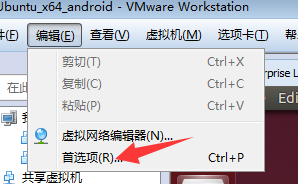 Ubuntu_x64_android - VMware Workstation
编辑(E) 查看(V) 虚拟机(M) 选项卡(T)
剪切(T) Ctrl+X
复制(C) Ctrl+C
粘贴(P) Ctrl+V
虚拟网络编辑器(N)...
首选项(R)... Ctrl+P
共享虚拟机
Enterprise L
Edi